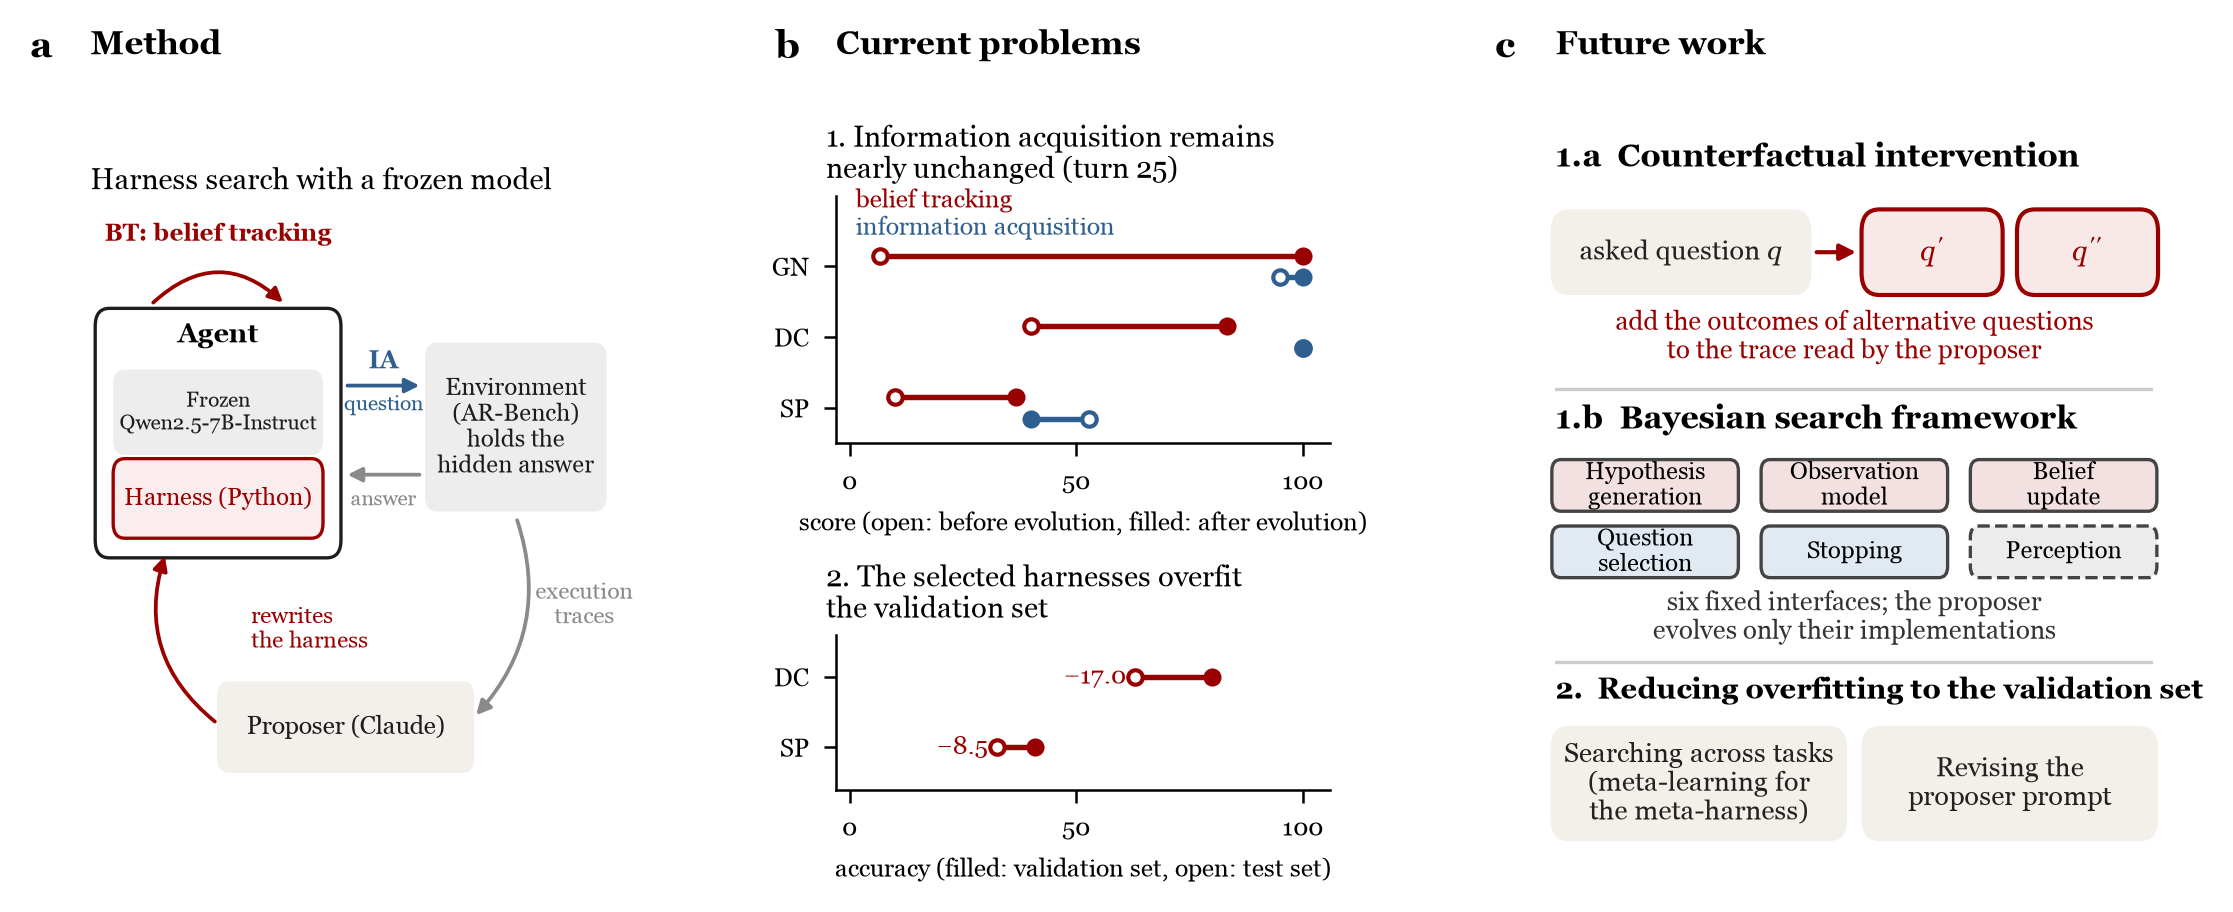 a Method
Harness search with a frozen model
BT: belief tracking
Agent
Frozen
Qwen2.5-7B-Instruct
Harness (Python)
IA
question
answer
Environment
(AR-Bench)
holds the
hidden answer
execution
traces
rewrites
the harness
Proposer (Claude)
b Current problems
1. Information acquisition remains
nearly unchanged (turn 25)
belief tracking
information acquisition
GN
DC
SP
0 50 100
score (open: before evolution, filled: after evolution)
2. The selected harnesses overfit
the validation set
DC −17.0
SP −8.5
0 50 100
accuracy (filled: validation set, open: test set)
c Future work
1.a Counterfactual intervention
asked question q
q′
q′′
add the outcomes of alternative questions
to the trace read by the proposer
1.b Bayesian search framework
Hypothesis
generation
Observation
model
Belief
update
Question
selection
Stopping
Perception
six fixed interfaces; the proposer
evolves only their implementations
2. Reducing overfitting to the validation set
Searching across tasks
(meta-learning for
the meta-harness)
Revising the
proposer prompt